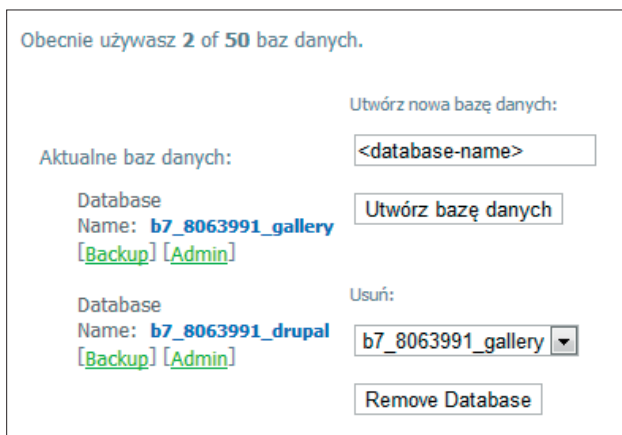 Obecnie używasz 2 of 50 baz danych.
Aktualne baz danych:
Database
Name: b7_8063991_gallery
[Backup] [Admin]
Database
Name: b7_8063991_drupal
[Backup] [Admin]
Utwórz nowa bazę danych:
<database-name>
Utwórz bazę danych
Usuń:
b7_8063991_gallery
Remove Database